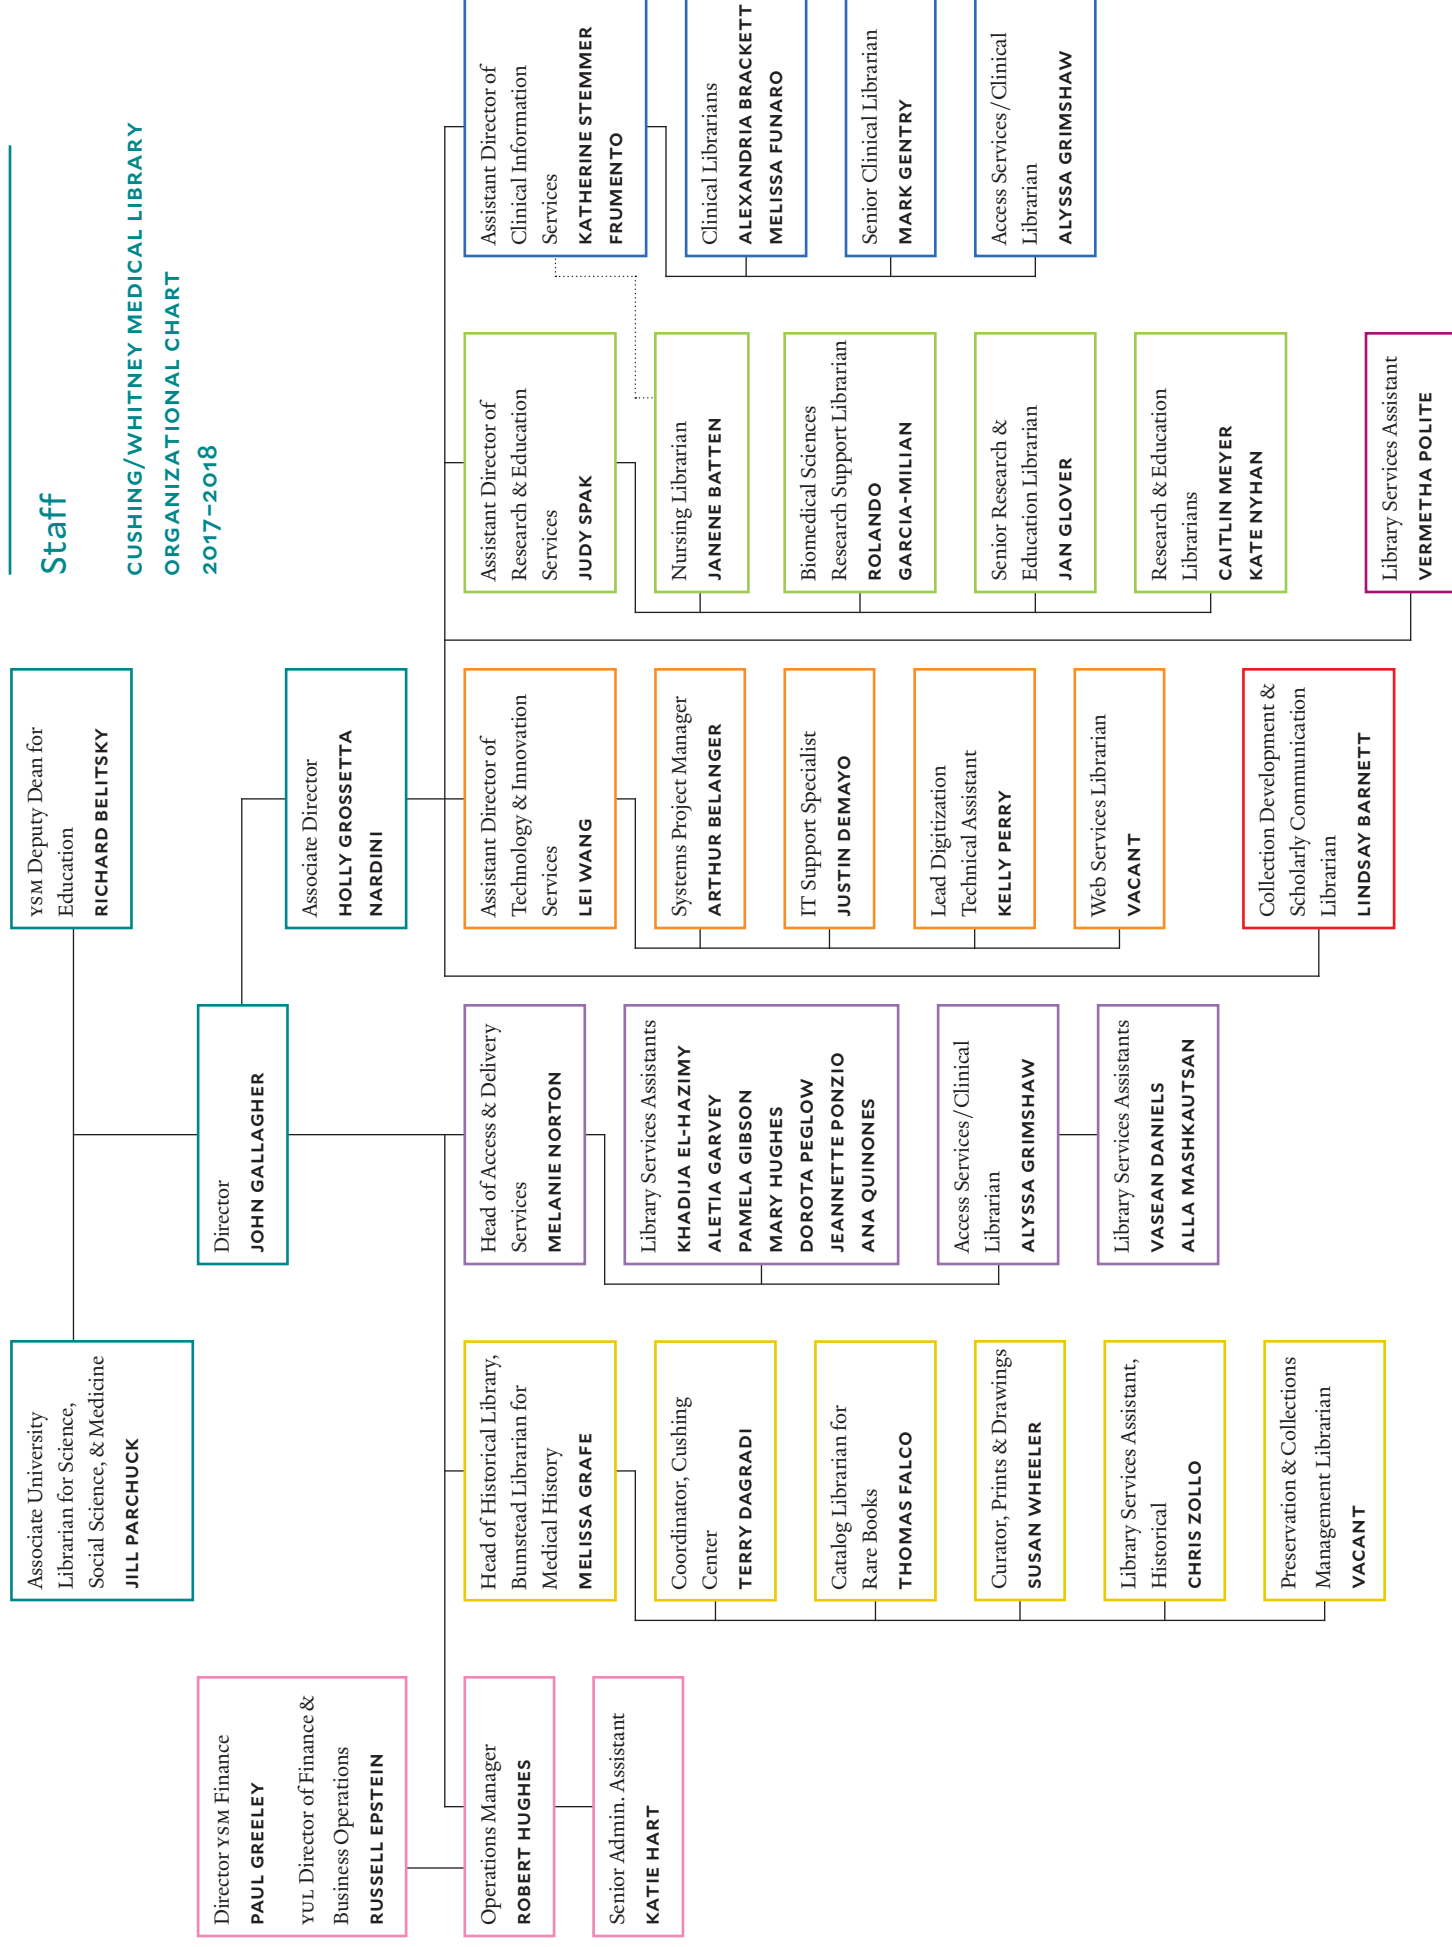 Staff
CUSHING/WHITNEY MEDICAL LIBRARY
ORGANIZATIONAL CHART
2017–2018
Associate University
Librarian for Science,
Social Science, & Medicine
JILL PARCHUCK
YSM Deputy Dean for
Education
RICHARD BELITSKY
Director YSM Finance
PAUL GREELEY
YUL Director of Finance &
Business Operations
RUSSELL EPSTEIN
Director
JOHN GALLAGHER
Associate Director
HOLLY GROSSETTA
NARDINI
Operations Manager
ROBERT HUGHES
Senior Admin. Assistant
KATIE HART
Head of Historical Library,
Bumstead Librarian for
Medical History
MELISSA GRAFE
Coordinator, Cushing
Center
TERRY DAGRADI
Catalog Librarian for
Rare Books
THOMAS FALCO
Curator, Prints & Drawings
SUSAN WHEELER
Library Services Assistant,
Historical
CHRIS ZOLLO
Preservation & Collections
Management Librarian
VACANT
Head of Access & Delivery
Services
MELANIE NORTON
Library Services Assistants
KHADIJA EL-HAZIMY
ALETIA GARVEY
PAMELA GIBSON
MARY HUGHES
DOROTA PEGLOW
JEANNETTE PONZIO
ANA QUINONES
Access Services/Clinical
Librarian
ALYSSA GRIMSHAW
Library Services Assistants
VASEAN DANIELS
ALLA MASHKAUTSAN
Assistant Director of
Technology & Innovation
Services
LEI WANG
Systems Project Manager
ARTHUR BELANGER
IT Support Specialist
JUSTIN DEMAYO
Lead Digitization
Technical Assistant
KELLY PERRY
Web Services Librarian
VACANT
Collection Development &
Scholarly Communication
Librarian
LINDSAY BARNETT
Assistant Director of
Research & Education
Services
JUDY SPAK
Nursing Librarian
JANENE BATTEN
Biomedical Sciences
Research Support Librarian
ROLANDO
GARCIA-MILIAN
Senior Research &
Education Librarian
JAN GLOVER
Research & Education
Librarians
CAITLIN MEYER
KATE NYHAN
Library Services Assistant
VERMETHA POLITE
Assistant Director of
Clinical Information
Services
KATHERINE STEMMER
FRUMENTO
Clinical Librarians
ALEXANDRIA BRACKETT
MELISSA FUNARO
Senior Clinical Librarian
MARK GENTRY
Access Services/Clinical
Librarian
ALYSSA GRIMSHAW